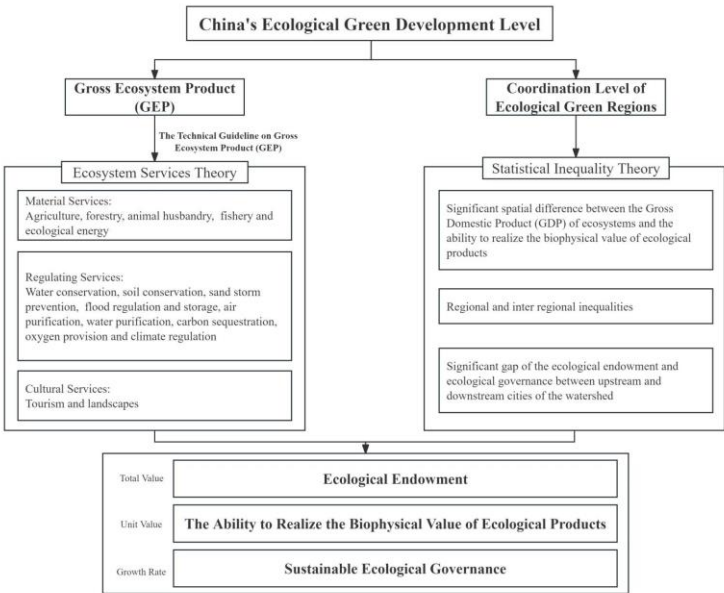 China's Ecological Green Development Level
Gross Ecosystem Product
(GEP)
Coordination Level of
Ecological Green Regions
The Technical Guideline on Gross
Ecosystem Product (GEP)
Ecosystem Services Theory
Material Services:
Agriculture, forestry, animal husbandry, fishery and
ecological energy
Regulating Services:
Water conservation, soil conservation, sand storm
prevention, flood regulation and storage, air
purification, water purification, carbon sequestration,
oxygen provision and climate regulation
Cultural Services:
Tourism and landscapes
Statistical Inequality Theory
Significant spatial difference between the Gross
Domestic Product (GDP) of ecosystems and the
ability to realize the biophysical value of ecological
products
Regional and inter regional inequalities
Significant gap of the ecological endowment and
ecological governance between upstream and
downstream cities of the watershed
Total Value
Ecological Endowment
Unit Value
The Ability to Realize the Biophysical Value of Ecological Products
Growth Rate
Sustainable Ecological Governance